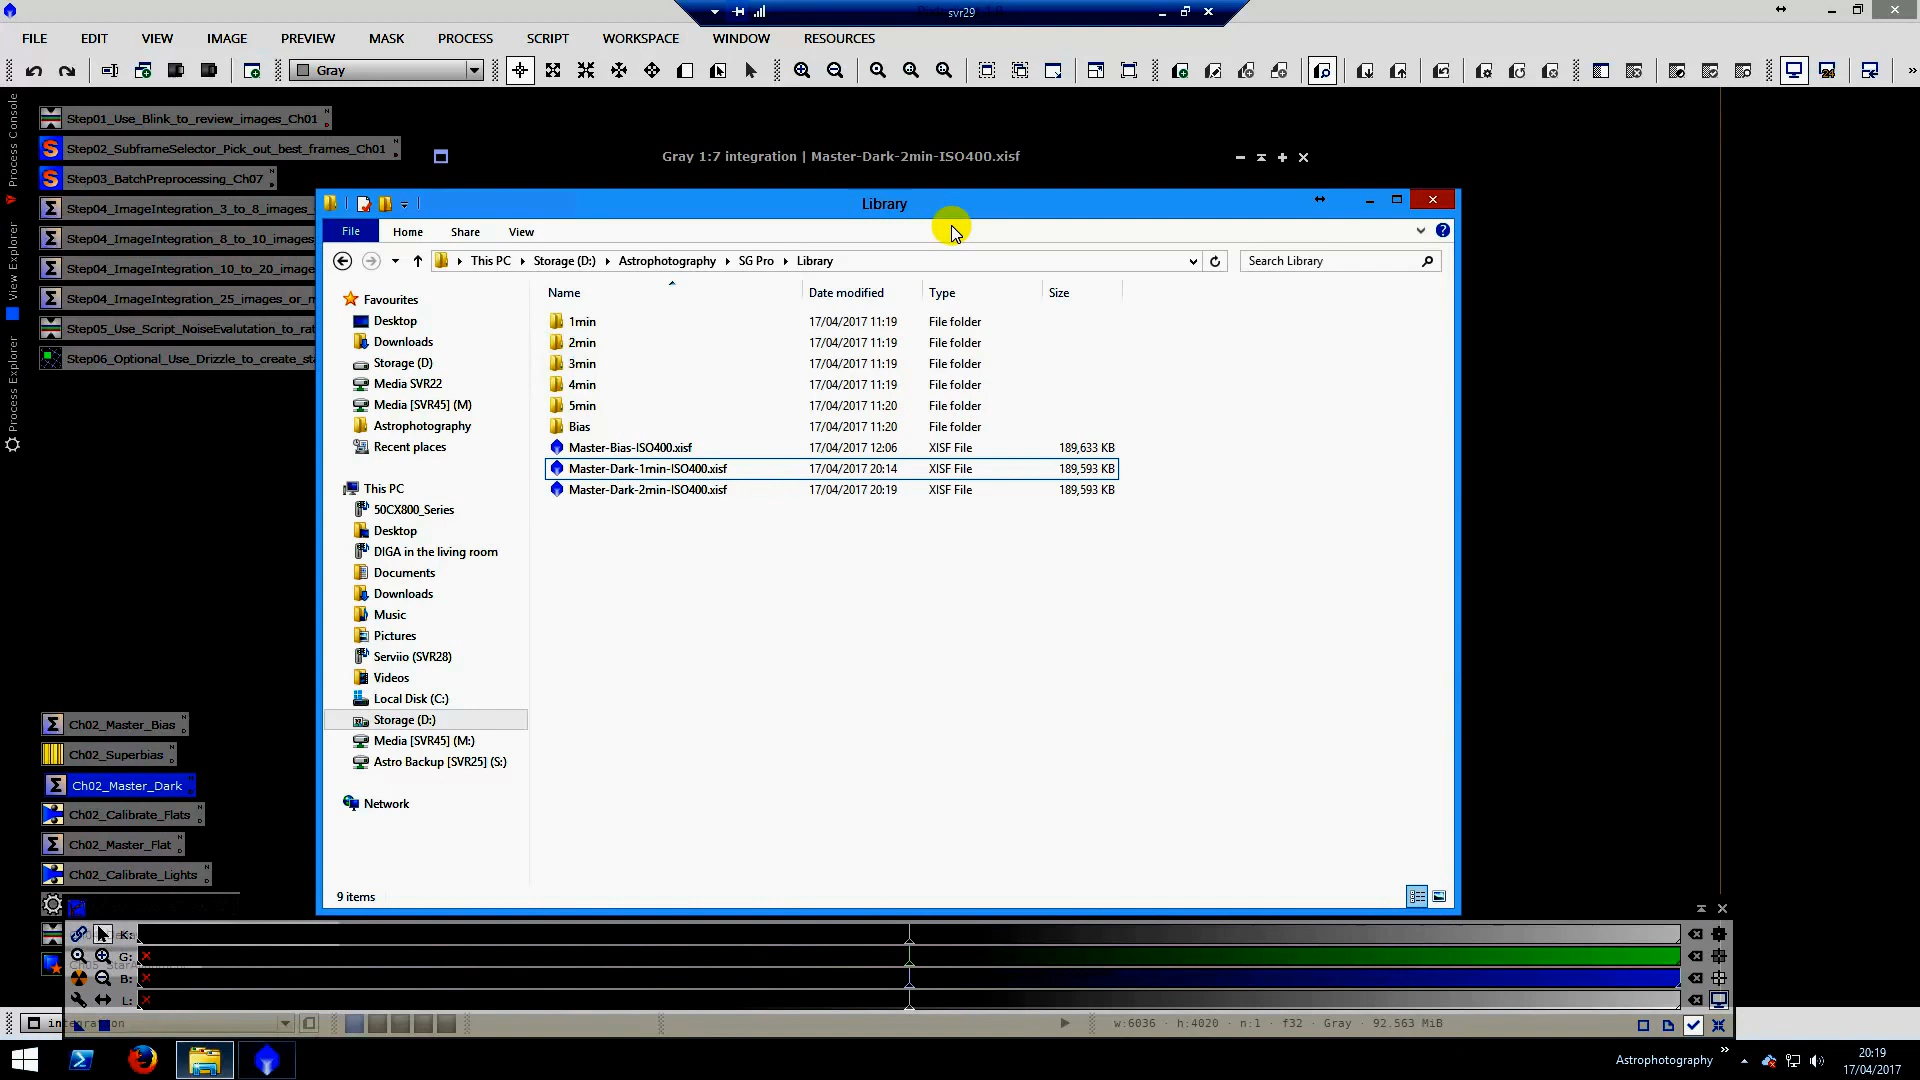 svr29
FILE EDIT VIEW IMAGE PREVIEW MASK PROCESS SCRIPT WORKSPACE WINDOW RESOURCES
Gray
Process Console
View Explorer
Process Explorer
Step01_Use_Blink_to_review_images_Ch01
Step02_SubframeSelector_Pick_out_best_frames_Ch01
Step03_BatchPreprocessing_Ch07
Step04_ImageIntegration_3_to_8_images_
Step04_ImageIntegration_8_to_10_images
Step04_ImageIntegration_10_to_20_image
Step04_ImageIntegration_25_images_or_m
Step05_Use_Script_NoiseEvalutation_to_rat
Step06_Optional_Use_Drizzle_to_create_sta
Gray 1:7 integration | Master-Dark-2min-ISO400.xisf
Library
File Home Share View
This PC Storage (D:) Astrophotography SG Pro Library
Search Library
Favourites
Desktop
Downloads
Storage (D)
Media SVR22
Media [SVR45] (M)
Astrophotography
Recent places
This PC
50CX800_Series
Desktop
DIGA in the living room
Documents
Downloads
Music
Pictures
Serviio (SVR28)
Videos
Local Disk (C:)
Storage (D:)
Media [SVR45] (M:)
Astro Backup [SVR25] (S:)
Network
Name Date modified Type Size
1min 17/04/2017 11:19 File folder
2min 17/04/2017 11:19 File folder
3min 17/04/2017 11:19 File folder
4min 17/04/2017 11:19 File folder
5min 17/04/2017 11:20 File folder
Bias 17/04/2017 11:20 File folder
Master-Bias-ISO400.xisf 17/04/2017 12:06 XISF File 189,633 KB
Master-Dark-1min-ISO400.xisf 17/04/2017 20:14 XISF File 189,593 KB
Master-Dark-2min-ISO400.xisf 17/04/2017 20:19 XISF File 189,593 KB
9 items
Ch02_Master_Bias
Ch02_Superbias
Ch02_Master_Dark
Ch02_Calibrate_Flats
Ch02_Master_Flat
Ch02_Calibrate_Lights
K:
G:
B:
L:
integration
w:6036 · h:4020 · n:1 · f32 · Gray · 92.563 MiB
Astrophotography
20:19
17/04/2017